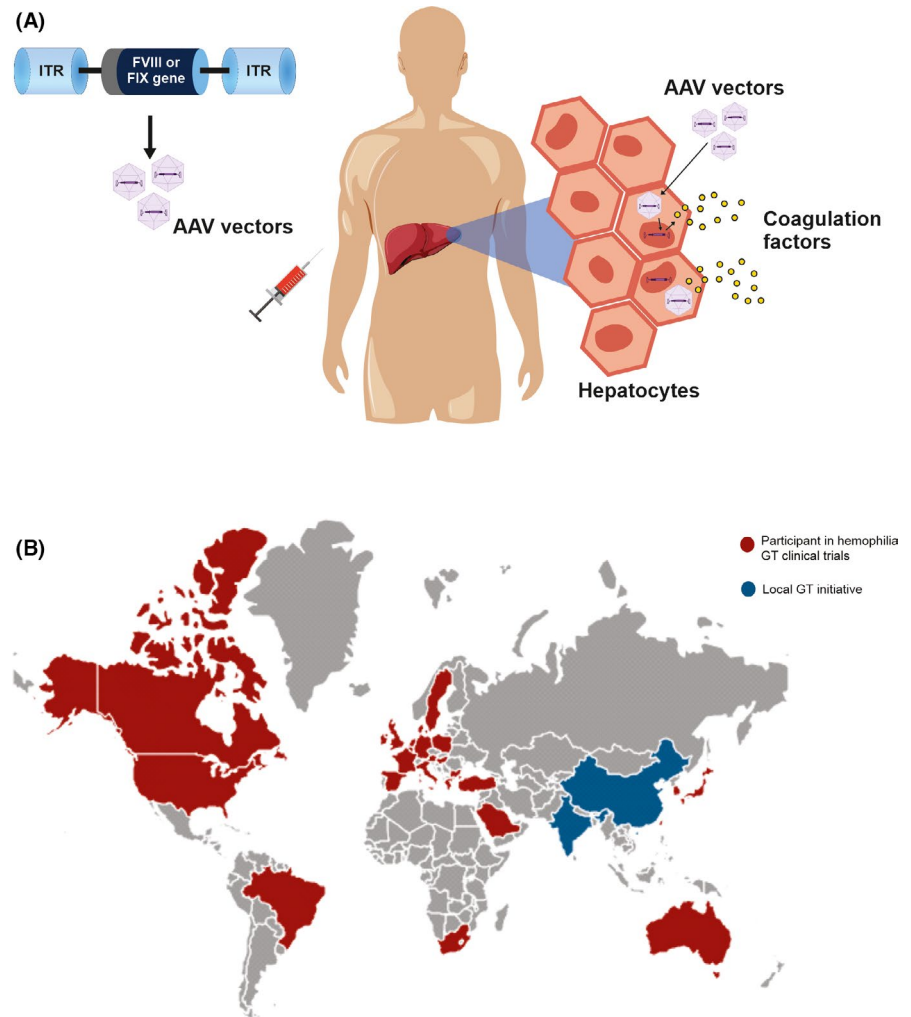 (A)
ITR
FVIII or
FIX gene
ITR
AAV vectors
AAV vectors
Coagulation
factors
Hepatocytes
(B)
Participant in hemophilia
GT clinical trials
Local GT initiative